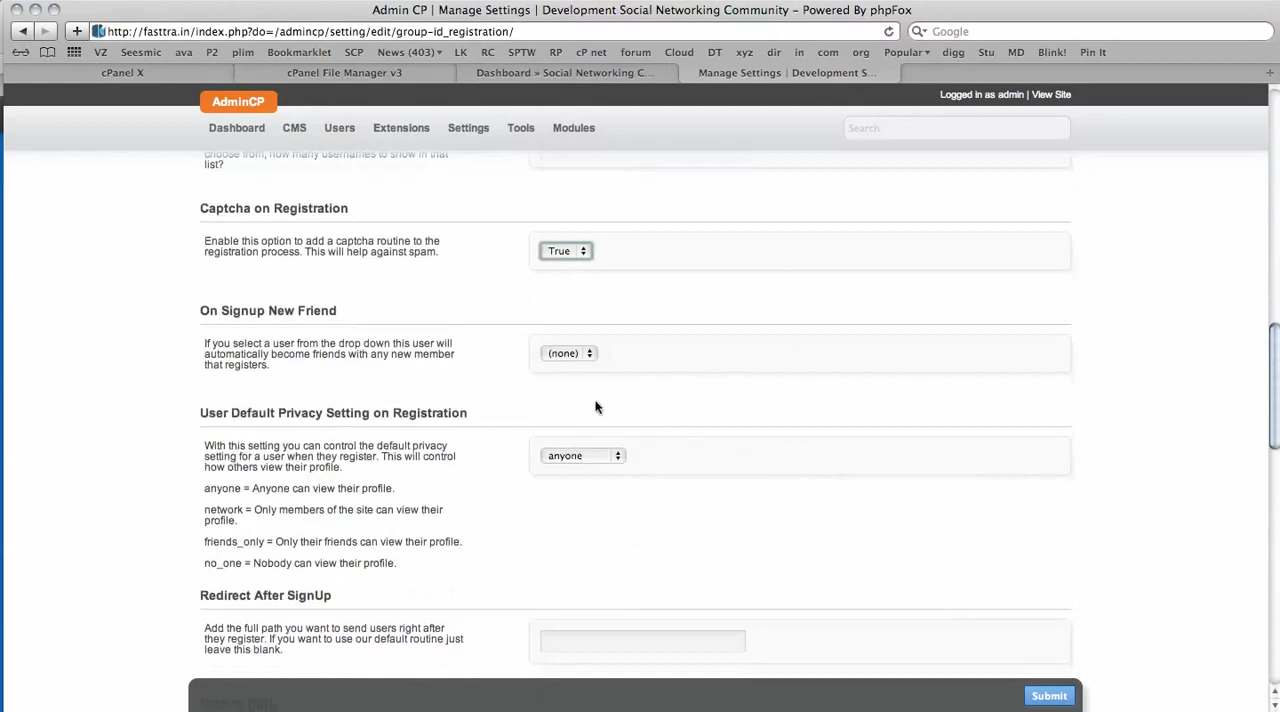 Admin CP | Manage Settings | Development Social Networking Community - Powered By phpFox
http://fasttra.in/index.php?do=/admincp/setting/edit/group-id_registration/
Google
VZ Seesmic ava P2 plim Bookmarklet SCP News (403) LK RC SPTW RP cP net forum Cloud DT xyz dir in com org Popular digg Stu MD Blink! Pin It
cPanel X cPanel File Manager v3 Dashboard » Social Networking C... Manage Settings | Development S...
AdminCP
Logged in as admin | View Site
Dashboard CMS Users Extensions Settings Tools Modules
Search
choose from, how many usernames to show in that
list?
Captcha on Registration
Enable this option to add a captcha routine to the
registration process. This will help against spam.
True
On Signup New Friend
If you select a user from the drop down this user will
automatically become friends with any new member
that registers.
(none)
User Default Privacy Setting on Registration
With this setting you can control the default privacy
setting for a user when they register. This will control
how others view their profile.
anyone
anyone = Anyone can view their profile.
network = Only members of the site can view their
profile.
friends_only = Only their friends can view their profile.
no_one = Nobody can view their profile.
Redirect After SignUp
Add the full path you want to send users right after
they register. If you want to use our default routine just
leave this blank.
Submit